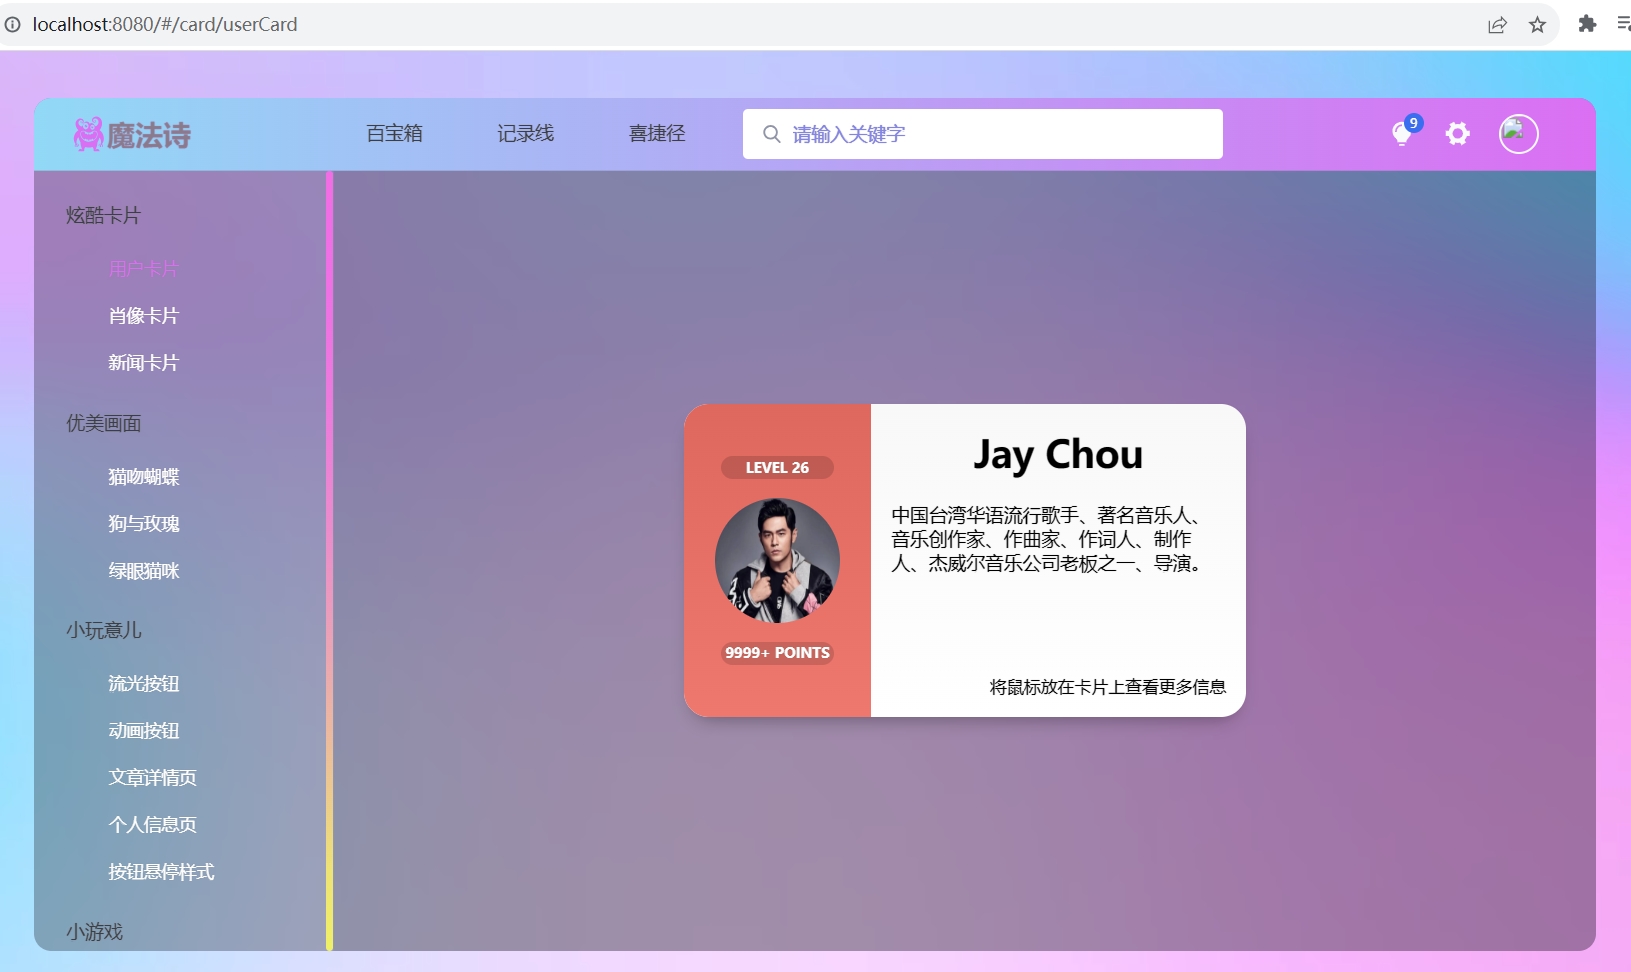 localhost:8080/#/card/userCard
魔法诗
百宝箱
记录线
喜捷径
请输入关键字
9
炫酷卡片
用户卡片
肖像卡片
新闻卡片
优美画面
猫吻蝴蝶
狗与玫瑰
绿眼猫咪
小玩意儿
流光按钮
动画按钮
文章详情页
个人信息页
按钮悬停样式
小游戏
LEVEL 26
9999+ POINTS
Jay Chou
中国台湾华语流行歌手、著名音乐人、
音乐创作家、作曲家、作词人、制作
人、杰威尔音乐公司老板之一、导演。
将鼠标放在卡片上查看更多信息